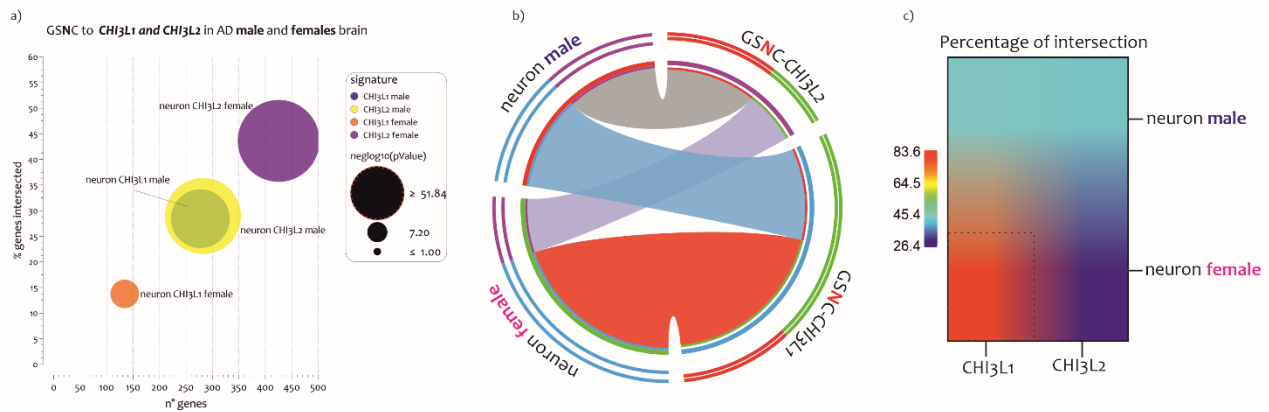 a)
GSNC to CHI3L1 and CHI3L2 in AD male and females brain
% genes intersected
60
55
50
45
40
35
30
25
20
15
10
5
0
0 50 100 150 200 250 300 350 400 450 500
n° genes
neuron CHI3L2 female
neuron CHI3L1 male
neuron CHI3L2 male
neuron CHI3L1 female
signature
CHI3L1 male
CHI3L2 male
CHI3L1 female
CHI3L2 female
neglog10(pValue)
≥ 51.84
7.20
≤ 1.00
b)
neuron male
GSNC-CHI3L2
neuron female
GSNC-CHI3L1
c)
Percentage of intersection
83.6
64.5
45.4
26.4
neuron male
neuron female
CHI3L1 CHI3L2